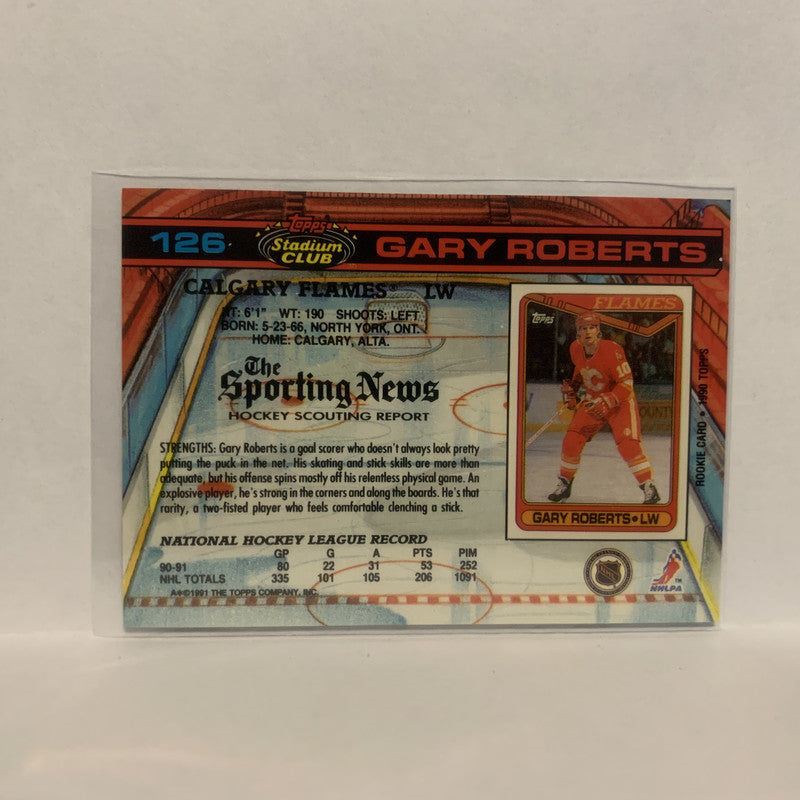 126
Topps
Stadium
CLUB
GARY ROBERTS
CALGARY FLAMES® LW
HT: 6'1" WT: 190 SHOOTS: LEFT
BORN: 5-23-66, NORTH YORK, ONT.
HOME: CALGARY, ALTA.
The
Sporting News
HOCKEY SCOUTING REPORT
STRENGTHS: Gary Roberts is a goal scorer who doesn't always look pretty
putting the puck in the net. His skating and stick skills are more than
adequate, but his offense spins mostly off his relentless physical game. An
explosive player, he's strong in the corners and along the boards. He's that
rarity, a two-fisted player who feels comfortable clenching a stick.
NATIONAL HOCKEY LEAGUE RECORD
GP G A PTS PIM
90-91 80 22 31 53 252
NHL TOTALS 335 101 105 206 1091
A✳©1991 THE TOPPS COMPANY, INC.
FLAMES
Topps
10
GARY ROBERTS • LW
ROOKIE CARD • 1990 TOPPS
NHL
NHLPA
TM